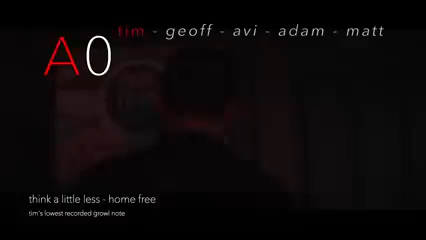 A0
tim - geoff - avi - adam - matt
think a little less - home free
tim's lowest recorded growl note